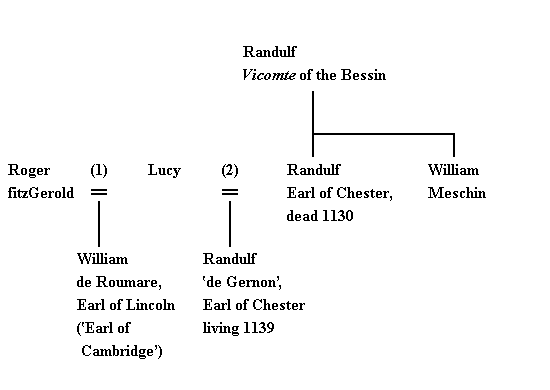 Randulf
Vicomte of the Bessin
Roger (1) Lucy (2) Randulf William
fitzGerold = = Earl of Chester, Meschin
dead 1130
William Randulf
de Roumare, ‛de Gernon’,
Earl of Lincoln Earl of Chester
(‛Earl of living 1139
Cambridge’)